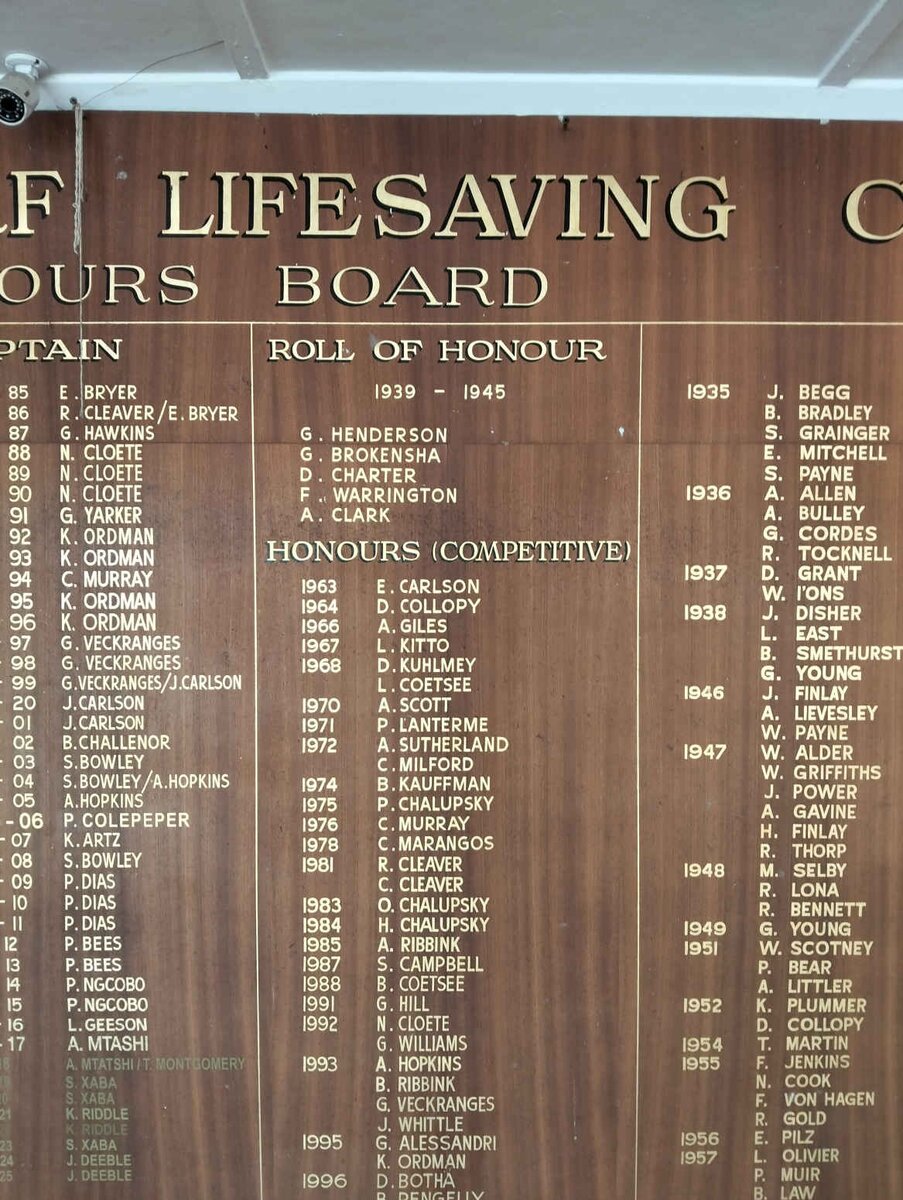 LIFESAVING
OURS BOARD
PTAIN
85 E. BRYER
86 R. CLEAVER/E. BRYER
87 G. HAWKINS
88 N. CLOETE
89 N. CLOETE
90 N. CLOETE
91 G. YARKER
92 K. ORDMAN
93 K. ORDMAN
94 C. MURRAY
95 K. ORDMAN
96 K. ORDMAN
- 97 G. VECKRANGES
- 98 G. VECKRANGES
- 99 G.VECKRANGES/J.CARLSON
- 20 J.CARLSON
- 01 J.CARLSON
02 B.CHALLENOR
- 03 S.BOWLEY
- 04 S.BOWLEY/A.HOPKINS
- 05 A.HOPKINS
- 06 P. COLEPEPER
- 07 K. ARTZ
- 08 S.BOWLEY
- 09 P. DIAS
- 10 P. DIAS
- 11 P. DIAS
12 P. BEES
13 P. BEES
14 P. NGCOBO
15 P. NGCOBO
- 16 L. GEESON
- 17 A. MTASHI
18 A. MTATSHI / T. MONTGOMERY
S. XABA
S. XABA
21 K. RIDDLE
K. RIDDLE
23 S. XABA
24 J. DEEBLE
25 J. DEEBLE
ROLL OF HONOUR
1939 - 1945
G. HENDERSON
G. BROKENSHA
D. CHARTER
F. WARRINGTON
A. CLARK
HONOURS (COMPETITIVE)
1963 E. CARLSON
1964 D. COLLOPY
1966 A. GILES
1967 L. KITTO
1968 D. KUHLMEY
L. COETSEE
1970 A. SCOTT
1971 P. LANTERME
1972 A. SUTHERLAND
C. MILFORD
1974 B. KAUFFMAN
1975 P. CHALUPSKY
1976 C. MURRAY
1978 C. MARANGOS
1981 R. CLEAVER
C. CLEAVER
1983 O. CHALUPSKY
1984 H. CHALUPSKY
1985 A. RIBBINK
1987 S. CAMPBELL
1988 B. COETSEE
1991 G. HILL
1992 N. CLOETE
G. WILLIAMS
1993 A. HOPKINS
B. RIBBINK
G. VECKRANGES
J. WHITTLE
1995 G. ALESSANDRI
K. ORDMAN
1996 D. BOTHA
B. PENGELLY
1935 J. BEGG
B. BRADLEY
S. GRAINGER
E. MITCHELL
S. PAYNE
1936 A. ALLEN
A. BULLEY
G. CORDES
R. TOCKNELL
1937 D. GRANT
W. I'ONS
1938 J. DISHER
L. EAST
B. SMETHURST
G. YOUNG
1946 J. FINLAY
A. LIEVESLEY
W. PAYNE
1947 W. ALDER
W. GRIFFITHS
J. POWER
A. GAVINE
H. FINLAY
R. THORP
1948 M. SELBY
R. LONA
R. BENNETT
1949 G. YOUNG
1951 W. SCOTNEY
P. BEAR
A. LITTLER
1952 K. PLUMMER
D. COLLOPY
1954 T. MARTIN
1955 F. JENKINS
N. COOK
F. VON HAGEN
R. GOLD
1956 E. PILZ
1957 L. OLIVIER
P. MUIR
B. LAW